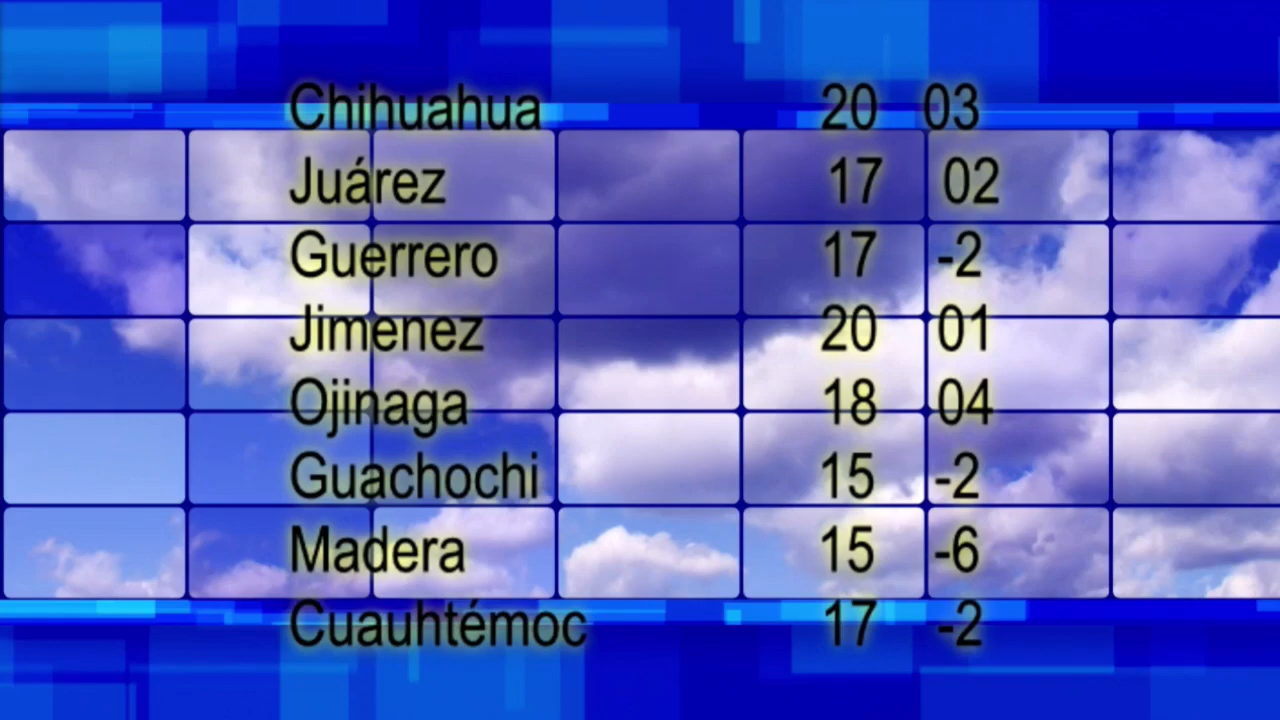 Chihuahua 20 03
Juárez 17 02
Guerrero 17 -2
Jimenez 20 01
Ojinaga 18 04
Guachochi 15 -2
Madera 15 -6
Cuauhtémoc 17 -2